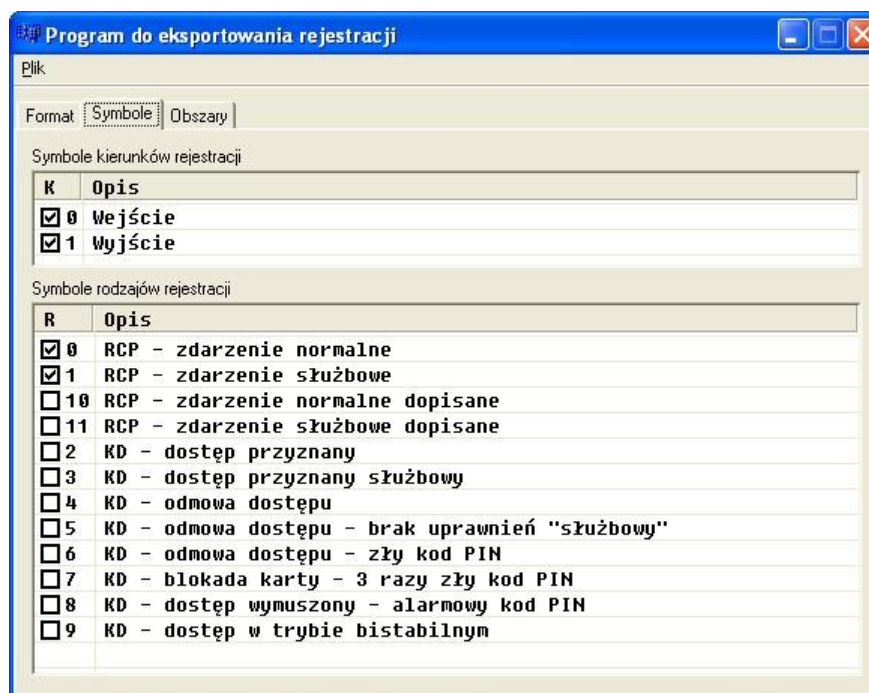 Program do eksportowania rejestracji
Plik
Format Symbole Obszary
Symbole kierunków rejestracji
K Opis
0 Wejście
1 Wyjście
Symbole rodzajów rejestracji
R Opis
0 RCP - zdarzenie normalne
1 RCP - zdarzenie służbowe
10 RCP - zdarzenie normalne dopisane
11 RCP - zdarzenie służbowe dopisane
2 KD - dostęp przyznany
3 KD - dostęp przyznany służbowy
4 KD - odmowa dostępu
5 KD - odmowa dostępu - brak uprawnień "służbowy"
6 KD - odmowa dostępu - zły kod PIN
7 KD - blokada karty - 3 razy zły kod PIN
8 KD - dostęp wymuszony - alarmowy kod PIN
9 KD - dostęp w trybie bistabilnym